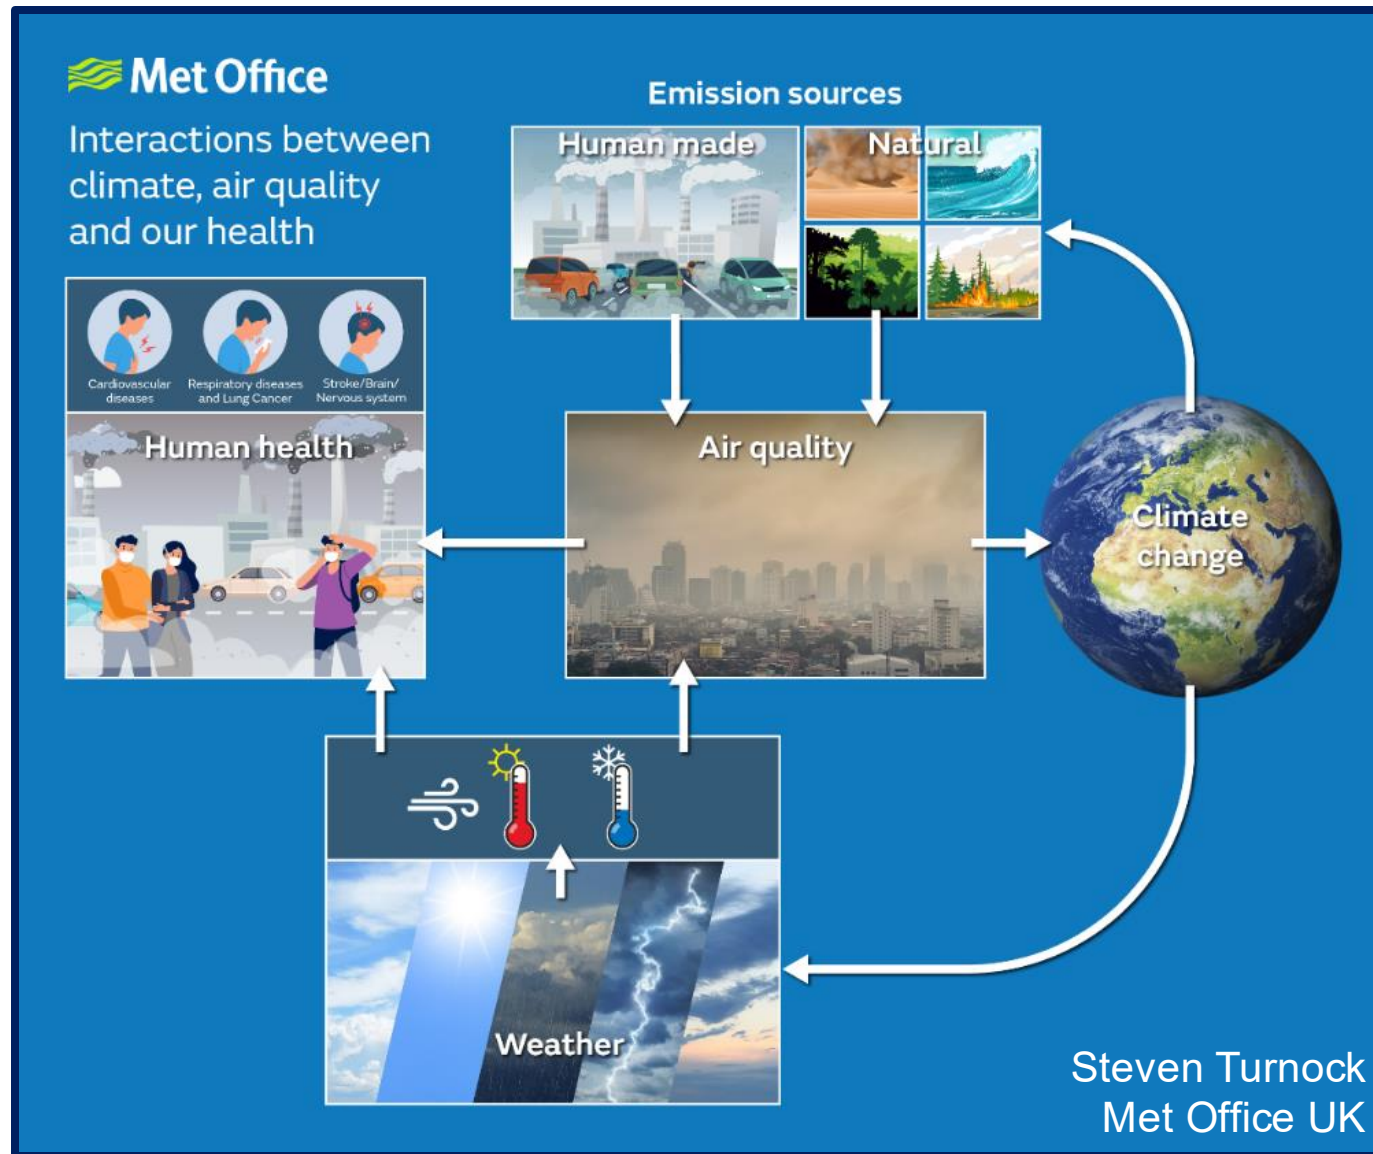 Met Office
Interactions between
climate, air quality
and our health
Emission sources
Human made
Natural
Cardiovascular
diseases
Respiratory diseases
and Lung Cancer
Stroke/Brain/
Nervous system
Human health
Air quality
Climate
change
Weather
Steven Turnock
Met Office UK